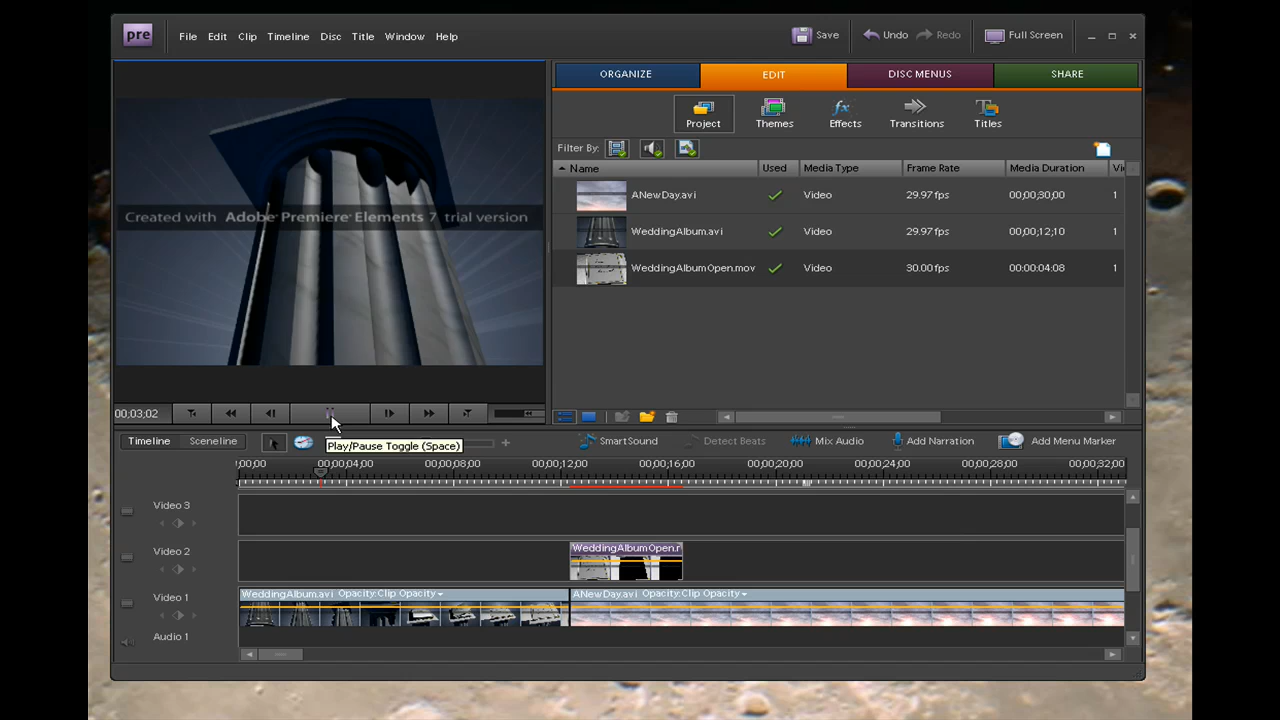 pre File Edit Clip Timeline Disc Title Window Help Save Undo Redo Full Screen
ORGANIZE EDIT DISC MENUS SHARE
Project Themes Effects Transitions Titles
Filter By:
Name Used Media Type Frame Rate Media Duration
ANewDay.avi Video 29.97 fps 00;00;30;00 1
WeddingAlbum.avi Video 29.97 fps 00;00;12;10 1
WeddingAlbumOpen.mov Video 30.00 fps 00:00:04:08 1
Created with Adobe Premiere Elements 7 trial version
00;03;02
Play/Pause Toggle (Space)
Timeline Sceneline SmartSound Detect Beats Mix Audio Add Narration Add Menu Marker
;00;00 00;00;04;00 00;00;08;00 00;00;12;00 00;00;16;00 00;00;20;00 00;00;24;00 00;00;28;00 00;00;32;00
Video 3
Video 2
WeddingAlbumOpen.r
Video 1
WeddingAlbum.avi Opacity:Clip Opacity
ANewDay.avi Opacity:Clip Opacity
Audio 1